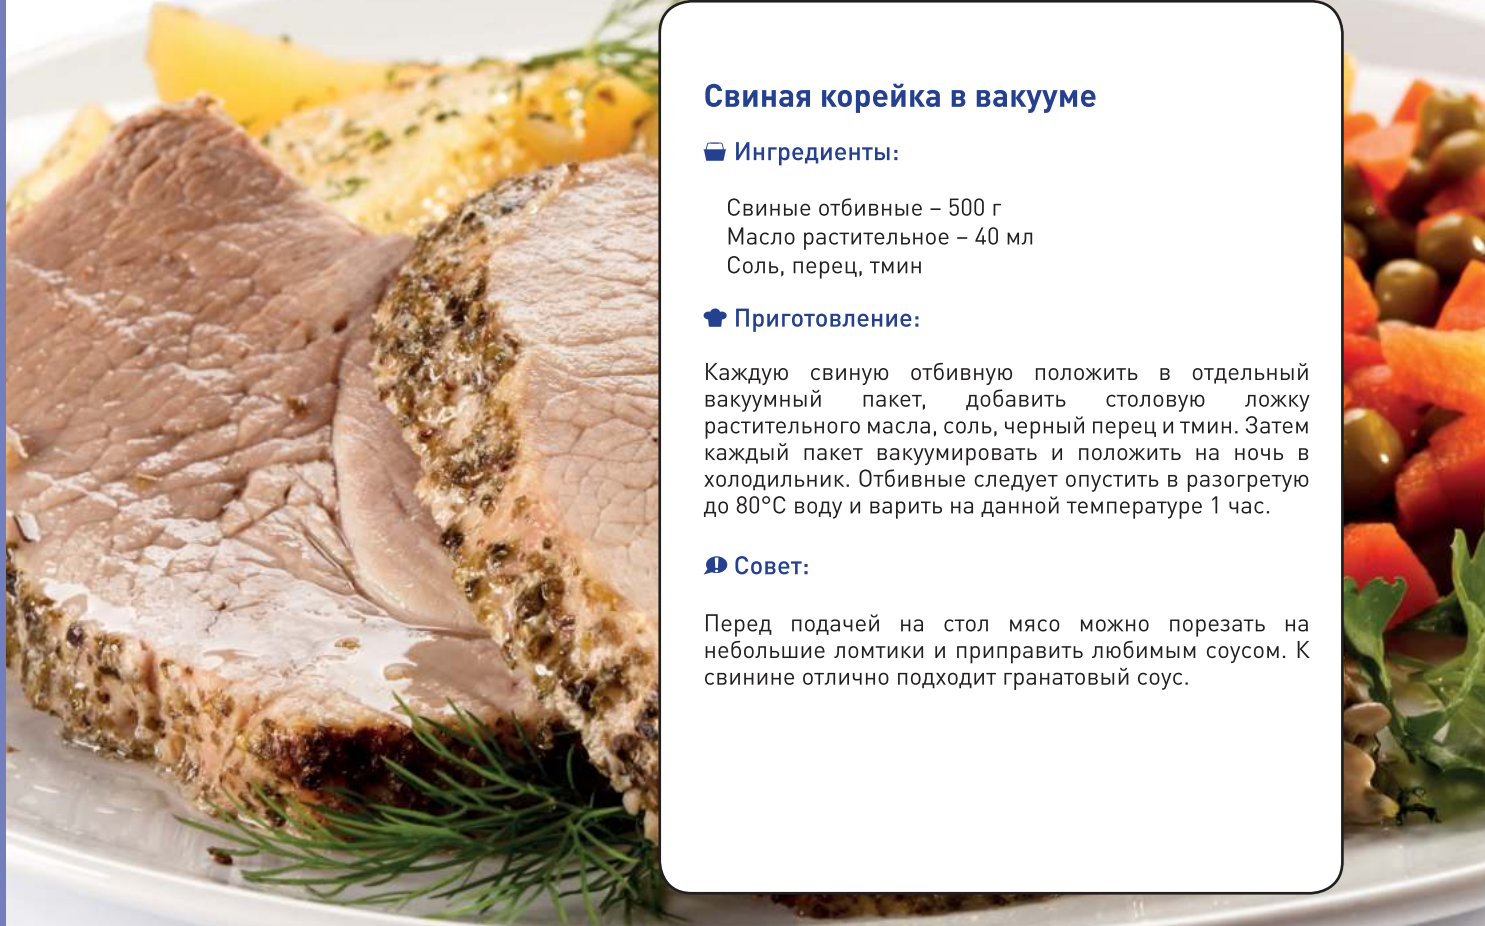 Свиная корейка в вакууме
Ингредиенты:
Свиные отбивные – 500 г
Масло растительное – 40 мл
Соль, перец, тмин
Приготовление:
Каждую свиную отбивную положить в отдельный
вакуумный пакет, добавить столовую ложку
растительного масла, соль, черный перец и тмин. Затем
каждый пакет вакуумировать и положить на ночь в
холодильник. Отбивные следует опустить в разогретую
до 80°С воду и варить на данной температуре 1 час.
Совет:
Перед подачей на стол мясо можно порезать на
небольшие ломтики и приправить любимым соусом. К
свинине отлично подходит гранатовый соус.